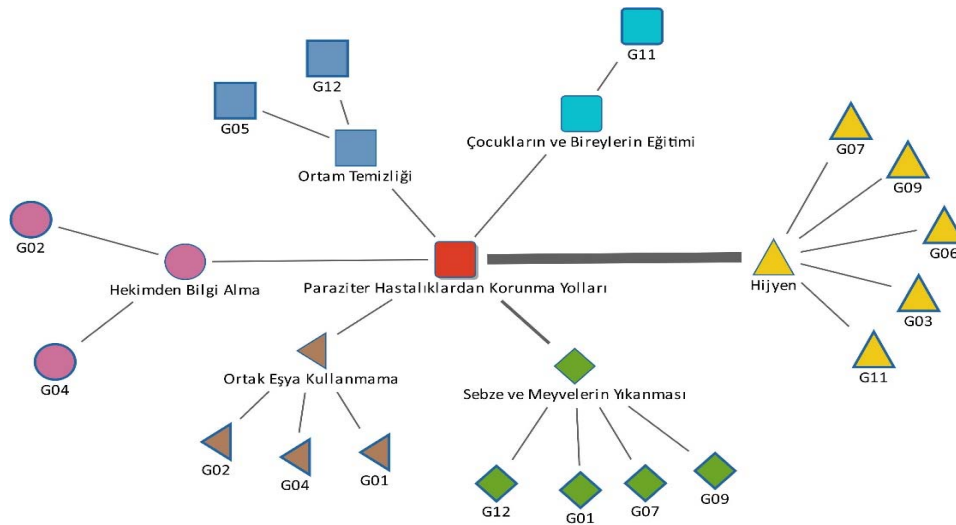 G11
G12
G05
Çocukların ve Bireylerin Eğitimi
G07
Ortam Temizliği
G09
G02
G06
Hekimden Bilgi Alma
Paraziter Hastalıklardan Korunma Yolları
Hijyen
G03
G04
G11
Ortak Eşya Kullanmama
Sebze ve Meyvelerin Yıkanması
G02
G04
G01
G12
G01
G07
G09